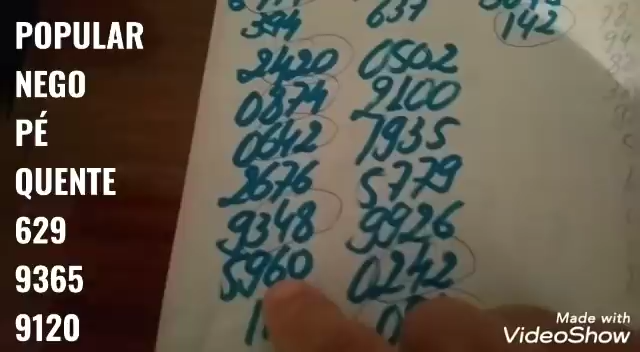 POPULAR
NEGO
PÉ
QUENTE
629
9365
9120
394 637 142
2420 0502
0874 9100
0642 7935
2676 5779
9348 9926
5960 0242
Made with
VideoShow